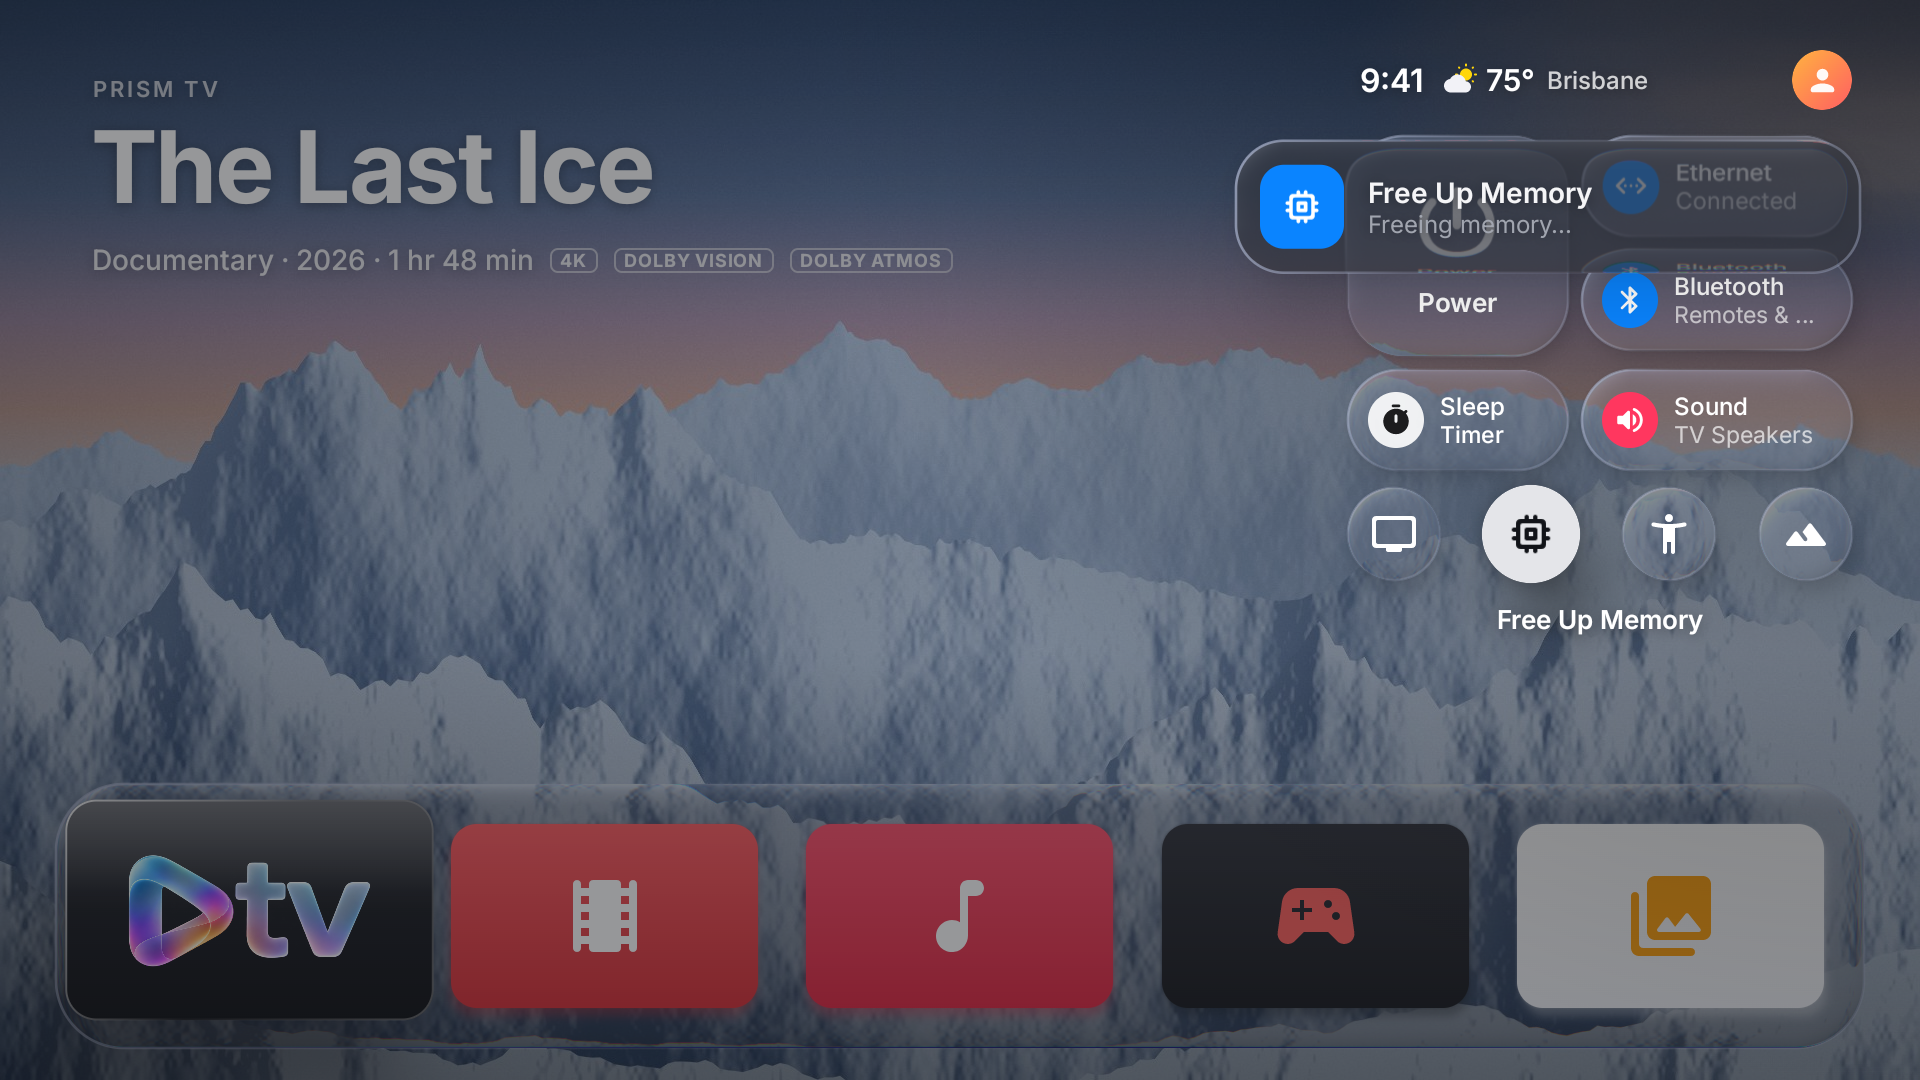 PRISM TV
The Last Ice
Documentary · 2026 · 1 hr 48 min 4K DOLBY VISION DOLBY ATMOS
9:41 75° Brisbane
Free Up Memory
Freeing memory...
Ethernet
Connected
Power
Bluetooth
Remotes & ...
Sleep
Timer
Sound
TV Speakers
Free Up Memory
tv